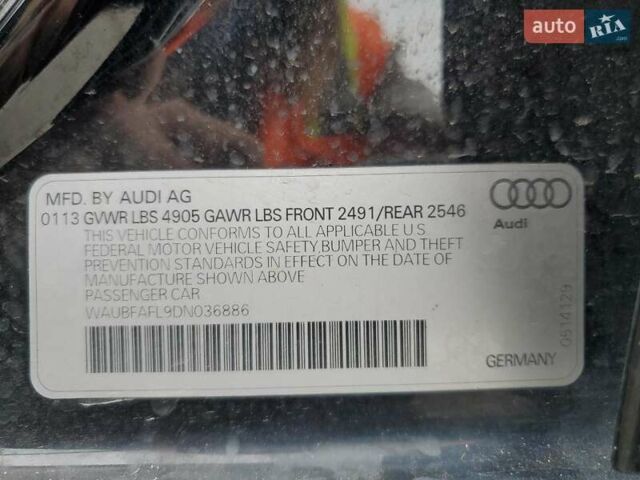 auto RIA
.com
MFD. BY AUDI AG
0113 GVWR LBS 4905 GAWR LBS FRONT 2491/REAR 2546
THIS VEHICLE CONFORMS TO ALL APPLICABLE U S
FEDERAL MOTOR VEHICLE SAFETY,BUMPER AND THEFT
PREVENTION STANDARDS IN EFFECT ON THE DATE OF
MANUFACTURE SHOWN ABOVE
PASSENGER CAR
WAUBFAFL9DN036886
Audi
0514129
GERMANY